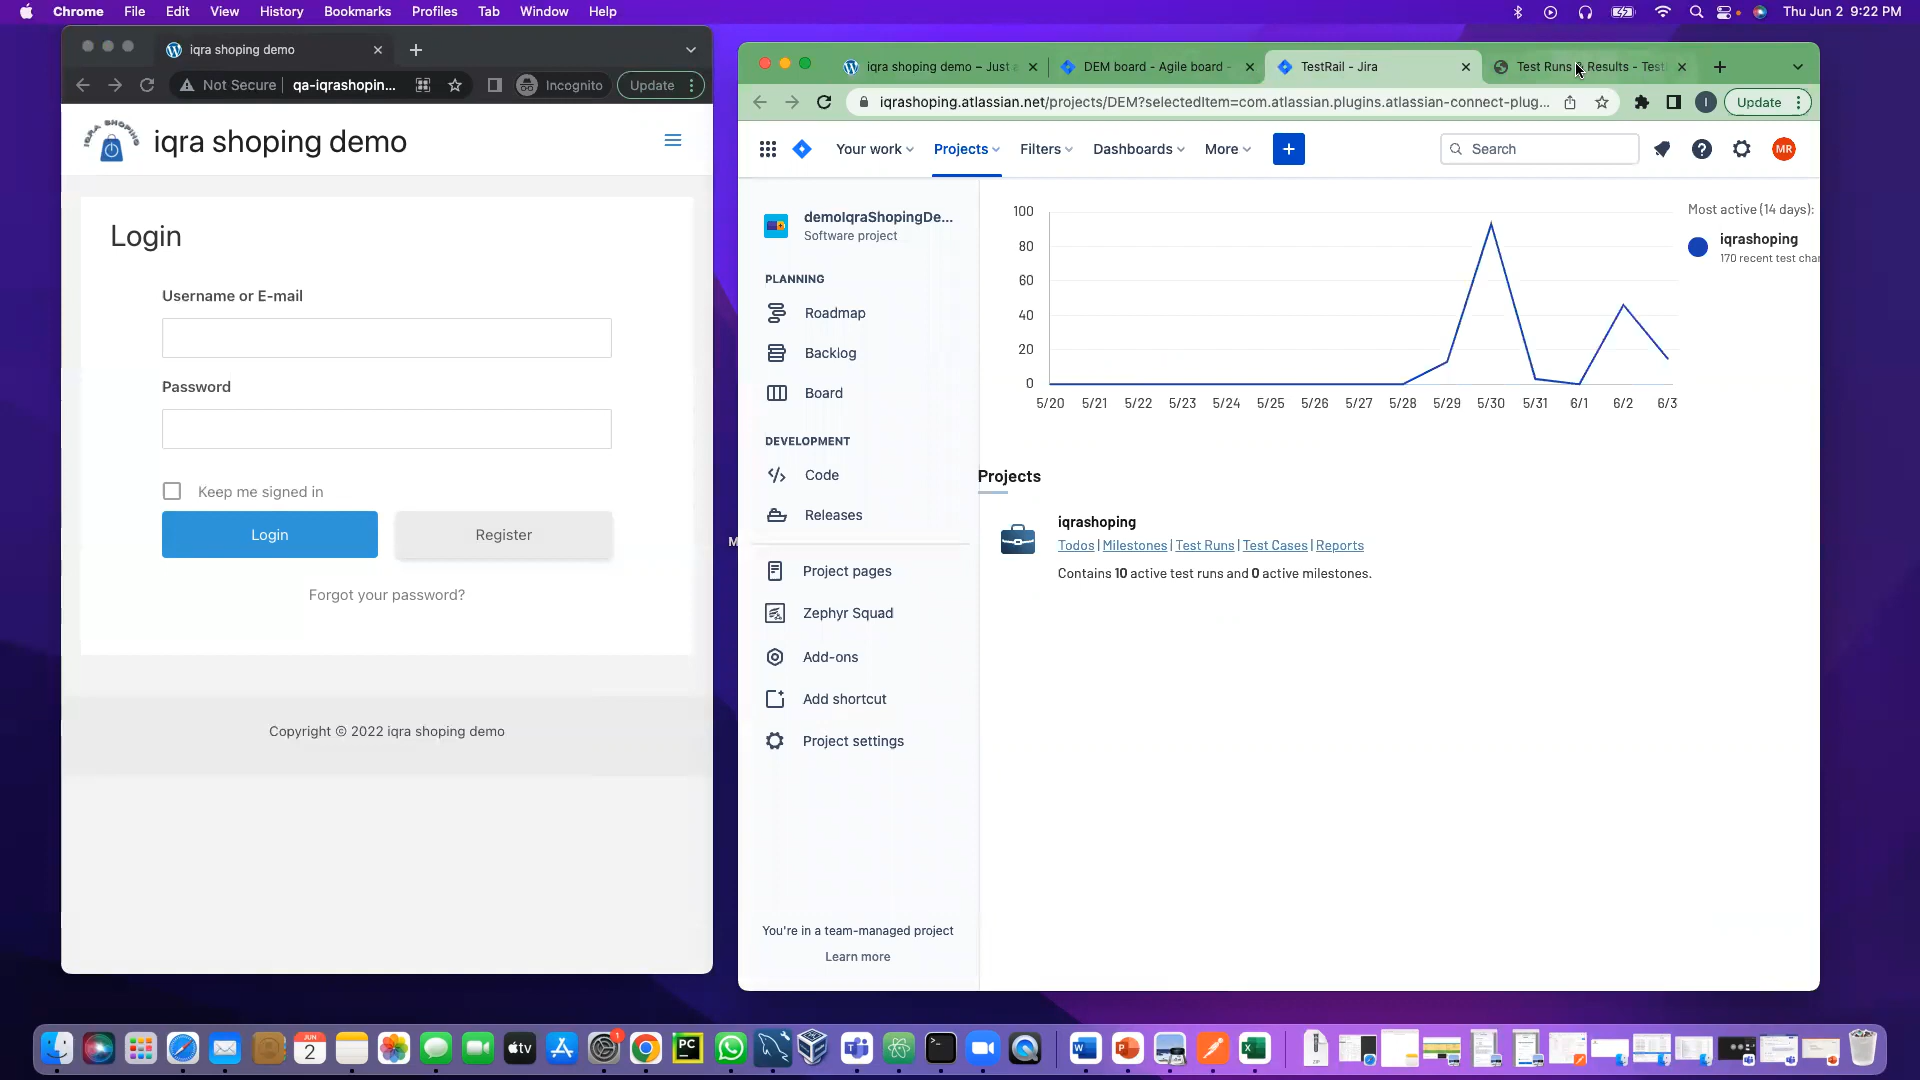 Chrome File Edit View History Bookmarks Profiles Tab Window Help
Thu Jun 2 9:22 PM
iqra shoping demo
Not Secure qa-iqrashopin...
Incognito
Update
IQRA SHOPING
iqra shoping demo
Login
Username or E-mail
Password
Keep me signed in
Login
Register
Forgot your password?
Copyright © 2022 iqra shoping demo
iqra shoping demo – Just a
DEM board - Agile board -
TestRail - Jira
Test Runs & Results - Test
iqrashoping.atlassian.net/projects/DEM?selectedItem=com.atlassian.plugins.atlassian-connect-plug...
I
Update
Your work
Projects
Filters
Dashboards
More
Search
MR
demoIqraShopingDe...
Software project
PLANNING
Roadmap
Backlog
Board
DEVELOPMENT
Code
Releases
Project pages
Zephyr Squad
Add-ons
Add shortcut
Project settings
You're in a team-managed project
Learn more
100
80
60
40
20
0
5/20 5/21 5/22 5/23 5/24 5/25 5/26 5/27 5/28 5/29 5/30 5/31 6/1 6/2 6/3
Most active (14 days):
iqrashoping
170 recent test char
Projects
iqrashoping
Todos | Milestones | Test Runs | Test Cases | Reports
Contains 10 active test runs and 0 active milestones.
M
JUN
2
tv
1
PC